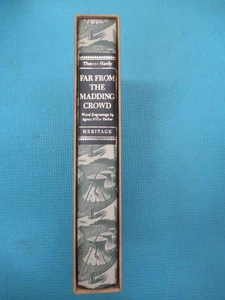 Thomas Hardy
FAR FROM
THE
MADDING
CROWD
Wood Engravings by
Agnes Miller Parker
HERITAGE